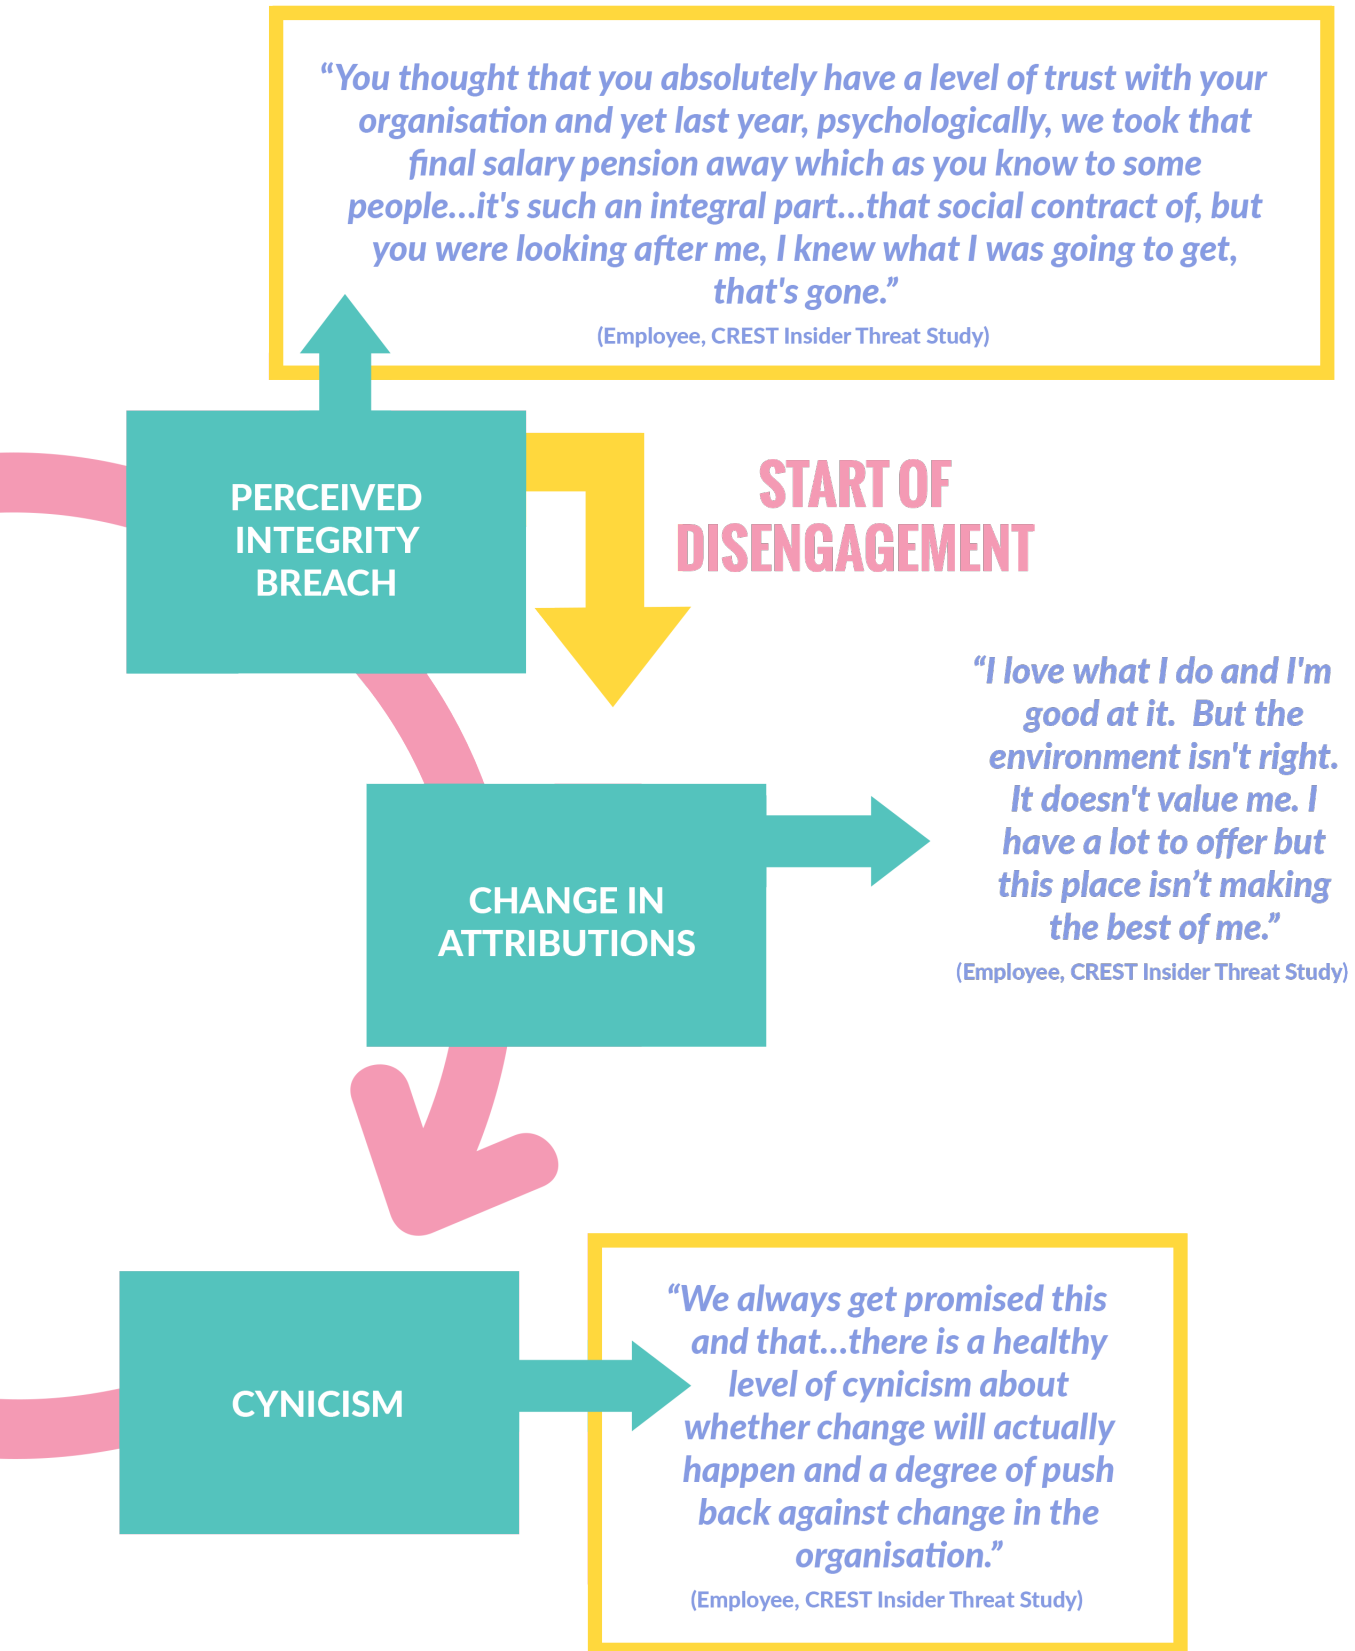 “You thought that you absolutely have a level of trust with your
organisation and yet last year, psychologically, we took that
final salary pension away which as you know to some
people...it's such an integral part...that social contract of, but
you were looking after me, I knew what I was going to get,
that's gone.”
(Employee, CREST Insider Threat Study)
PERCEIVED
INTEGRITY
BREACH
START OF
DISENGAGEMENT
“I love what I do and I'm
good at it.  But the
environment isn't right.
It doesn't value me. I
have a lot to offer but
this place isn’t making
the best of me.”
(Employee, CREST Insider Threat Study)
CHANGE IN
ATTRIBUTIONS
CYNICISM
“We always get promised this
and that...there is a healthy
level of cynicism about
whether change will actually
happen and a degree of push
back against change in the
organisation.”
(Employee, CREST Insider Threat Study)